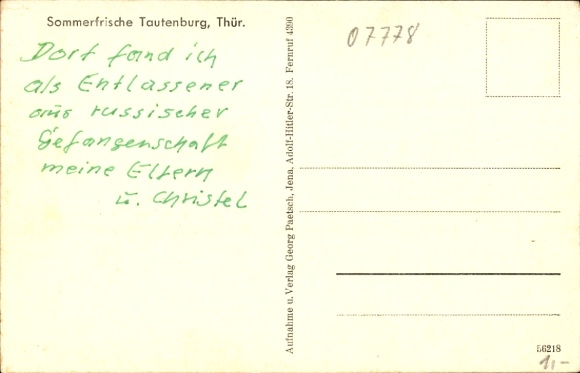 Sommerfrische Tautenburg, Thür.
Dort fand ich
als Entlassener
aus russischer
Gefangenschaft
meine Eltern
u. Christel
Aufnahme u. Verlag Georg Paetsch, Jena, Adolf-Hitler-Str. 18. Fernruf 4390
07778
56218
1,-